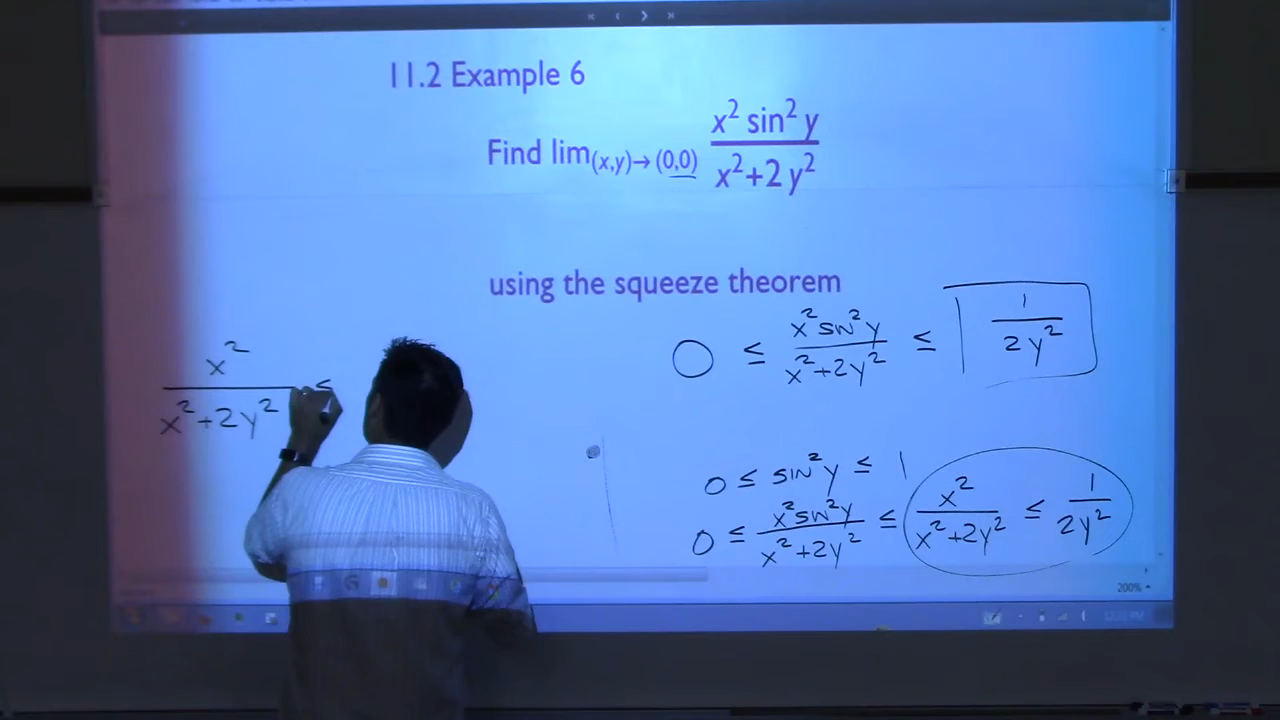 11.2 Example 6
Find lim(x,y)→(0,0) x² sin² y / x²+2y²
using the squeeze theorem
0 ≤ x² sin² y / x²+2y² ≤ 1 / 2y²
x² / x²+2y² ≤
0 ≤ sin² y ≤ 1
0 ≤ x² sin² y / x²+2y² ≤ x² / x²+2y² ≤ 1 / 2y²
200%